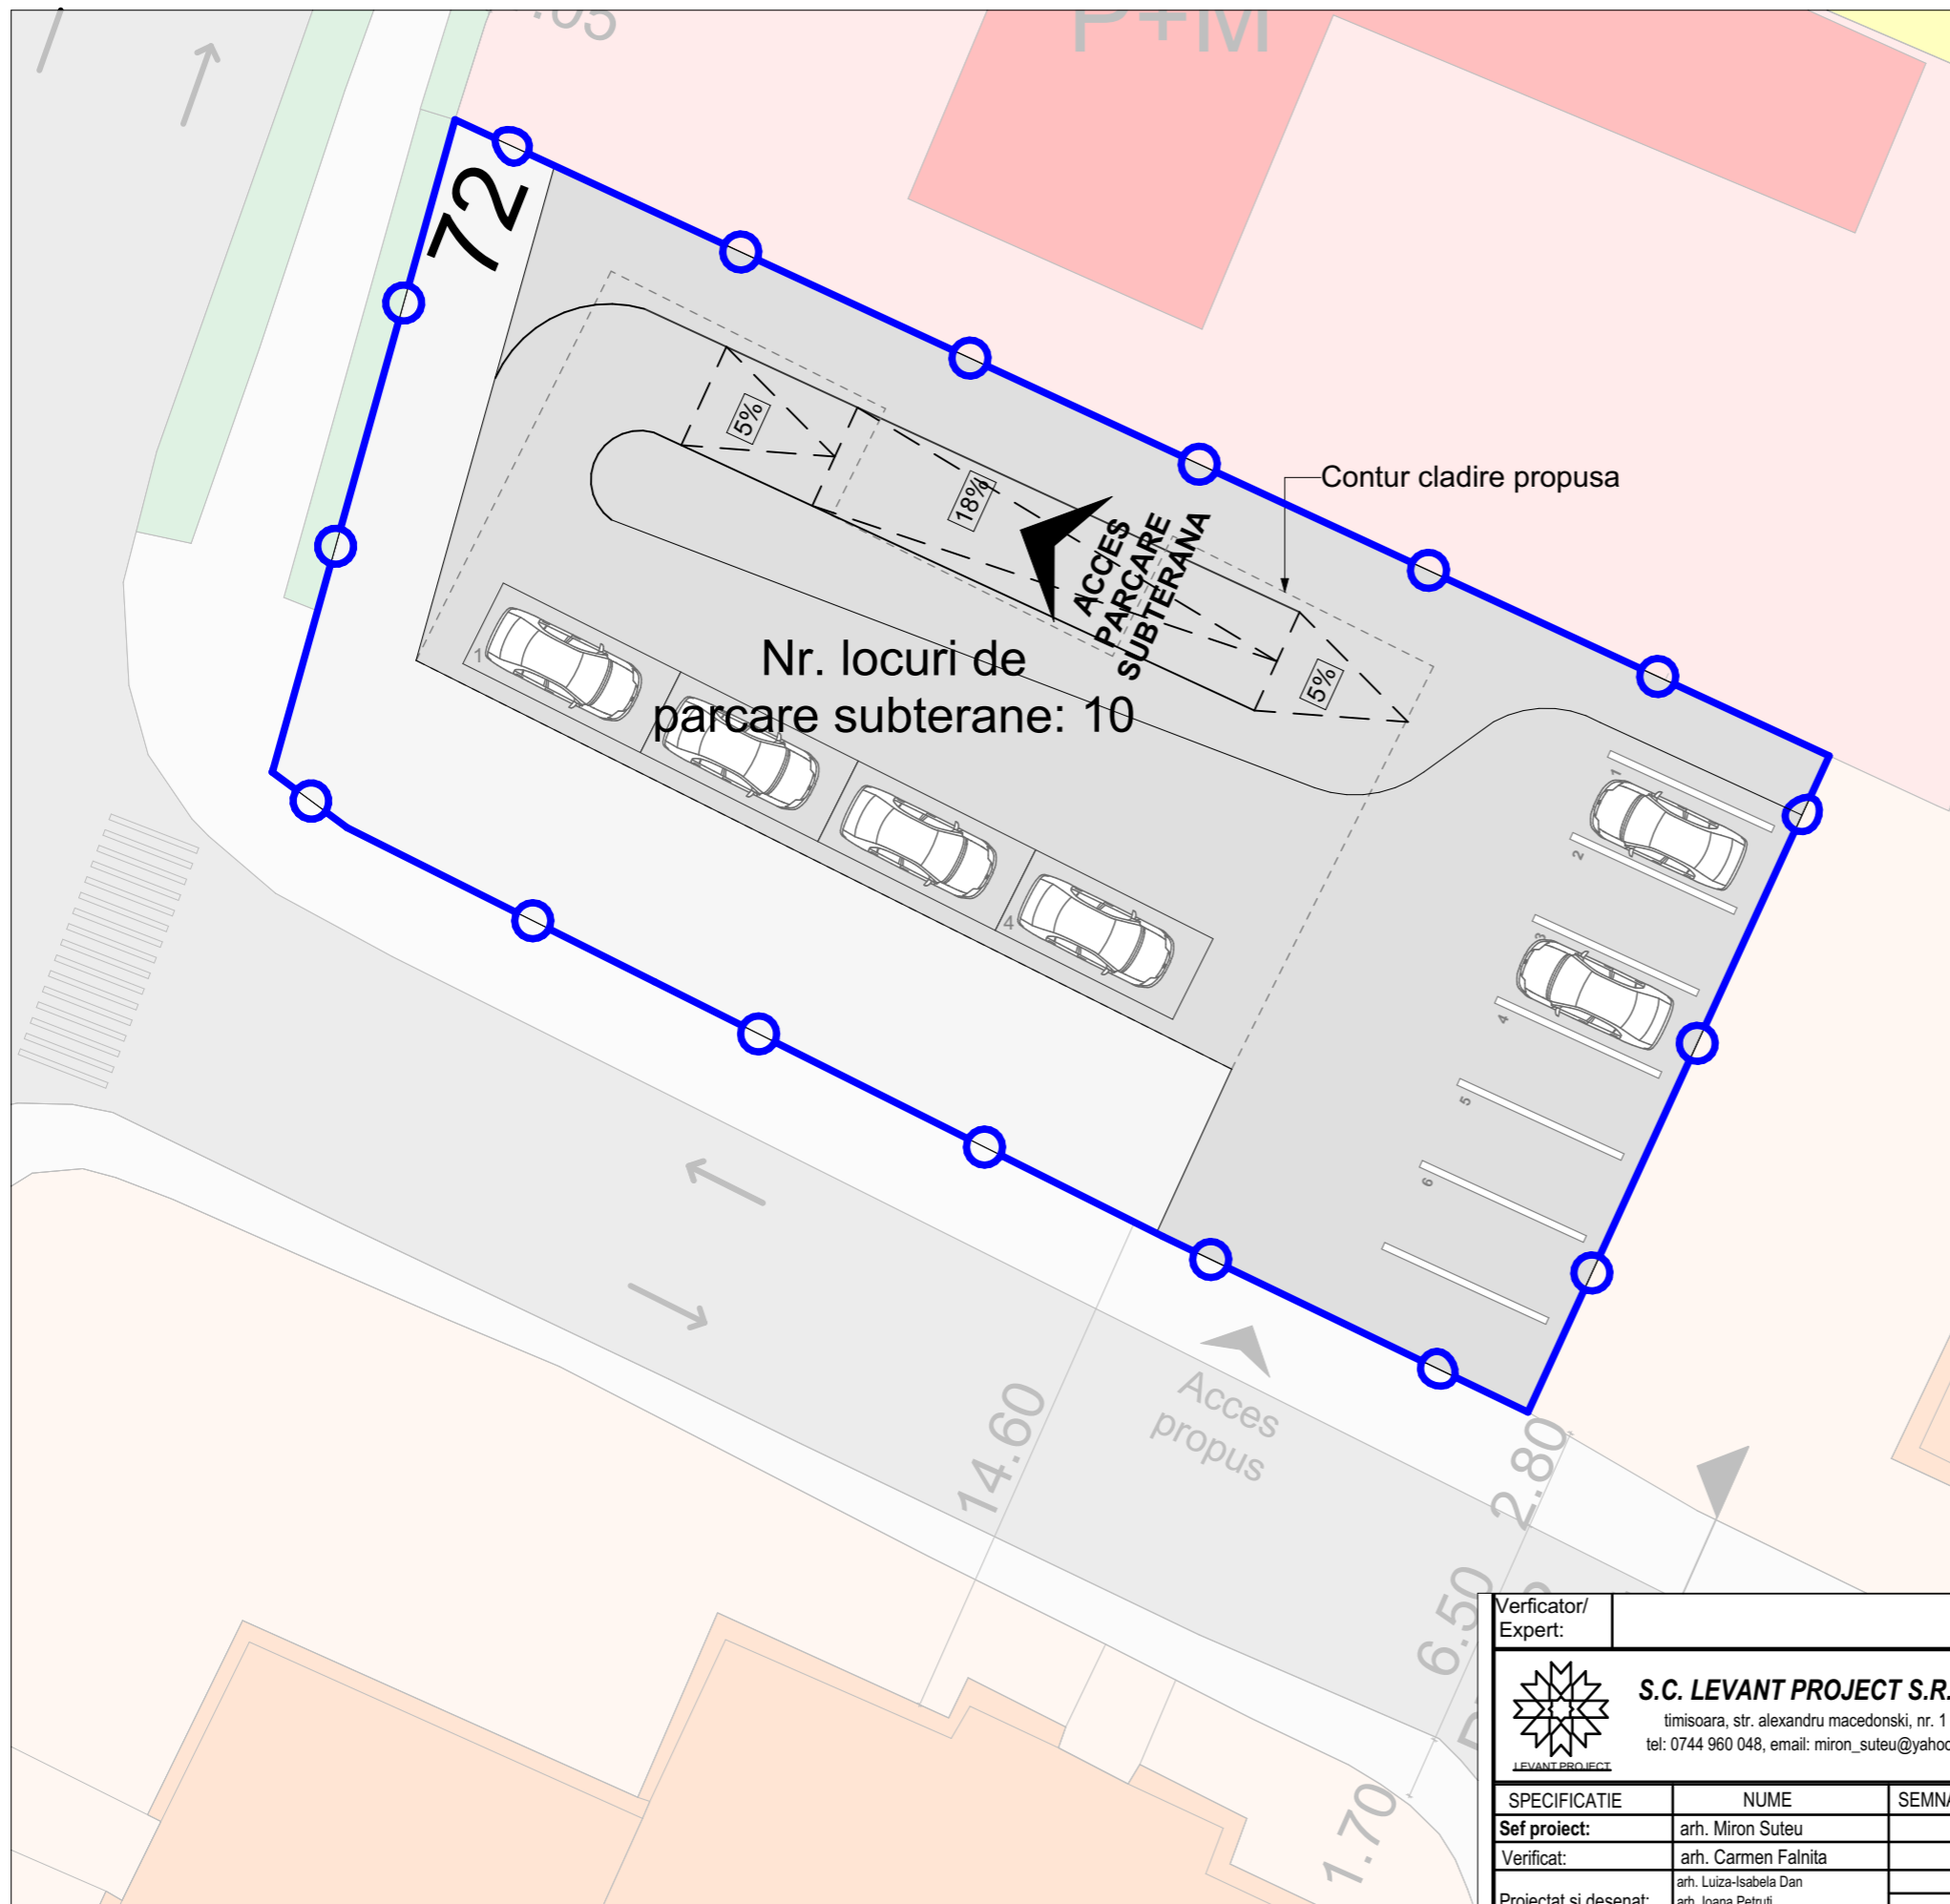 P+M
72
5%
18%
Contur cladire propusa
ACCES
PARCARE
SUBTERANA
5%
Nr. locuri de
parcare subterane: 10
1
4
1
2
3
4
5
6
Acces
propus
14.60
2.80
6.50
1.70
Verficator/
Expert:
LEVANT PROJECT
S.C. LEVANT PROJECT S.R.
timisoara, str. alexandru macedonski, nr. 1
tel: 0744 960 048, email: miron_suteu@yahoo
SPECIFICATIE NUME SEMNA
Sef proiect: arh. Miron Suteu
Verificat: arh. Carmen Falnita
arh. Luiza-Isabela Dan
Proiectat si desenat: arh. Ioana Petruti